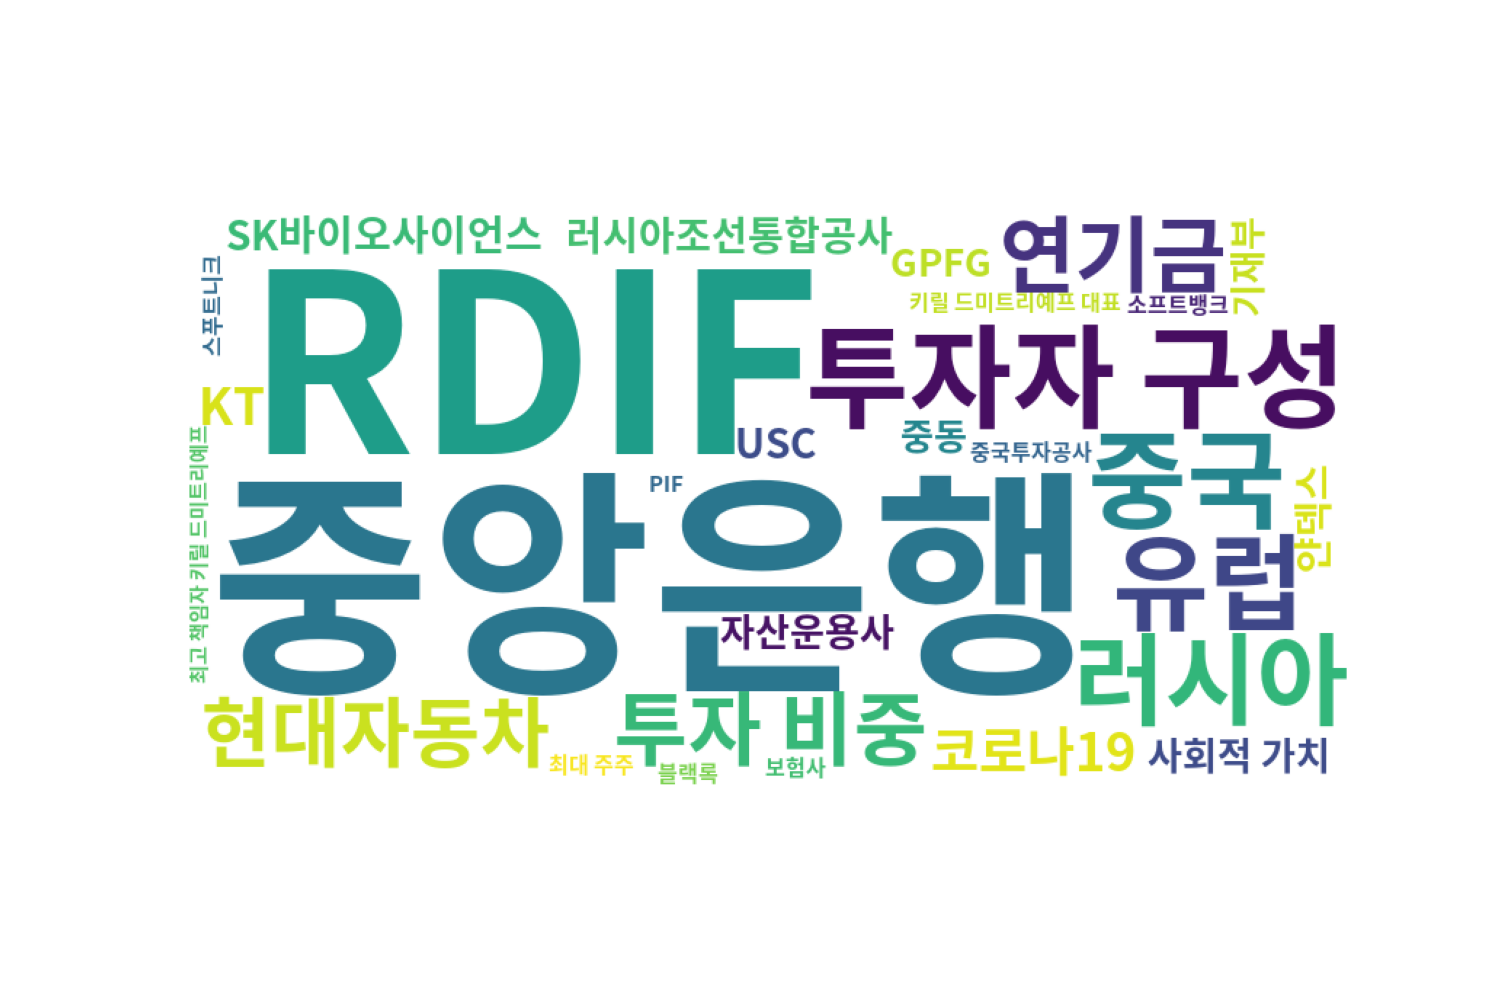 SK바이오사이언스
러시아조선통합공사
GPFG
연기금
기재부
스푸트니크
RDIF
키릴 드미트리예프 대표
소프트뱅크
투자자 구성
KT
USC
중동
중국투자공사
중국
최고 책임자 키릴 드미트리예프
PIF
얀덱스
중앙은행
유럽
자산운용사
러시아
현대자동차
투자 비중
코로나19
사회적 가치
최대 주주
블랙록
보험사